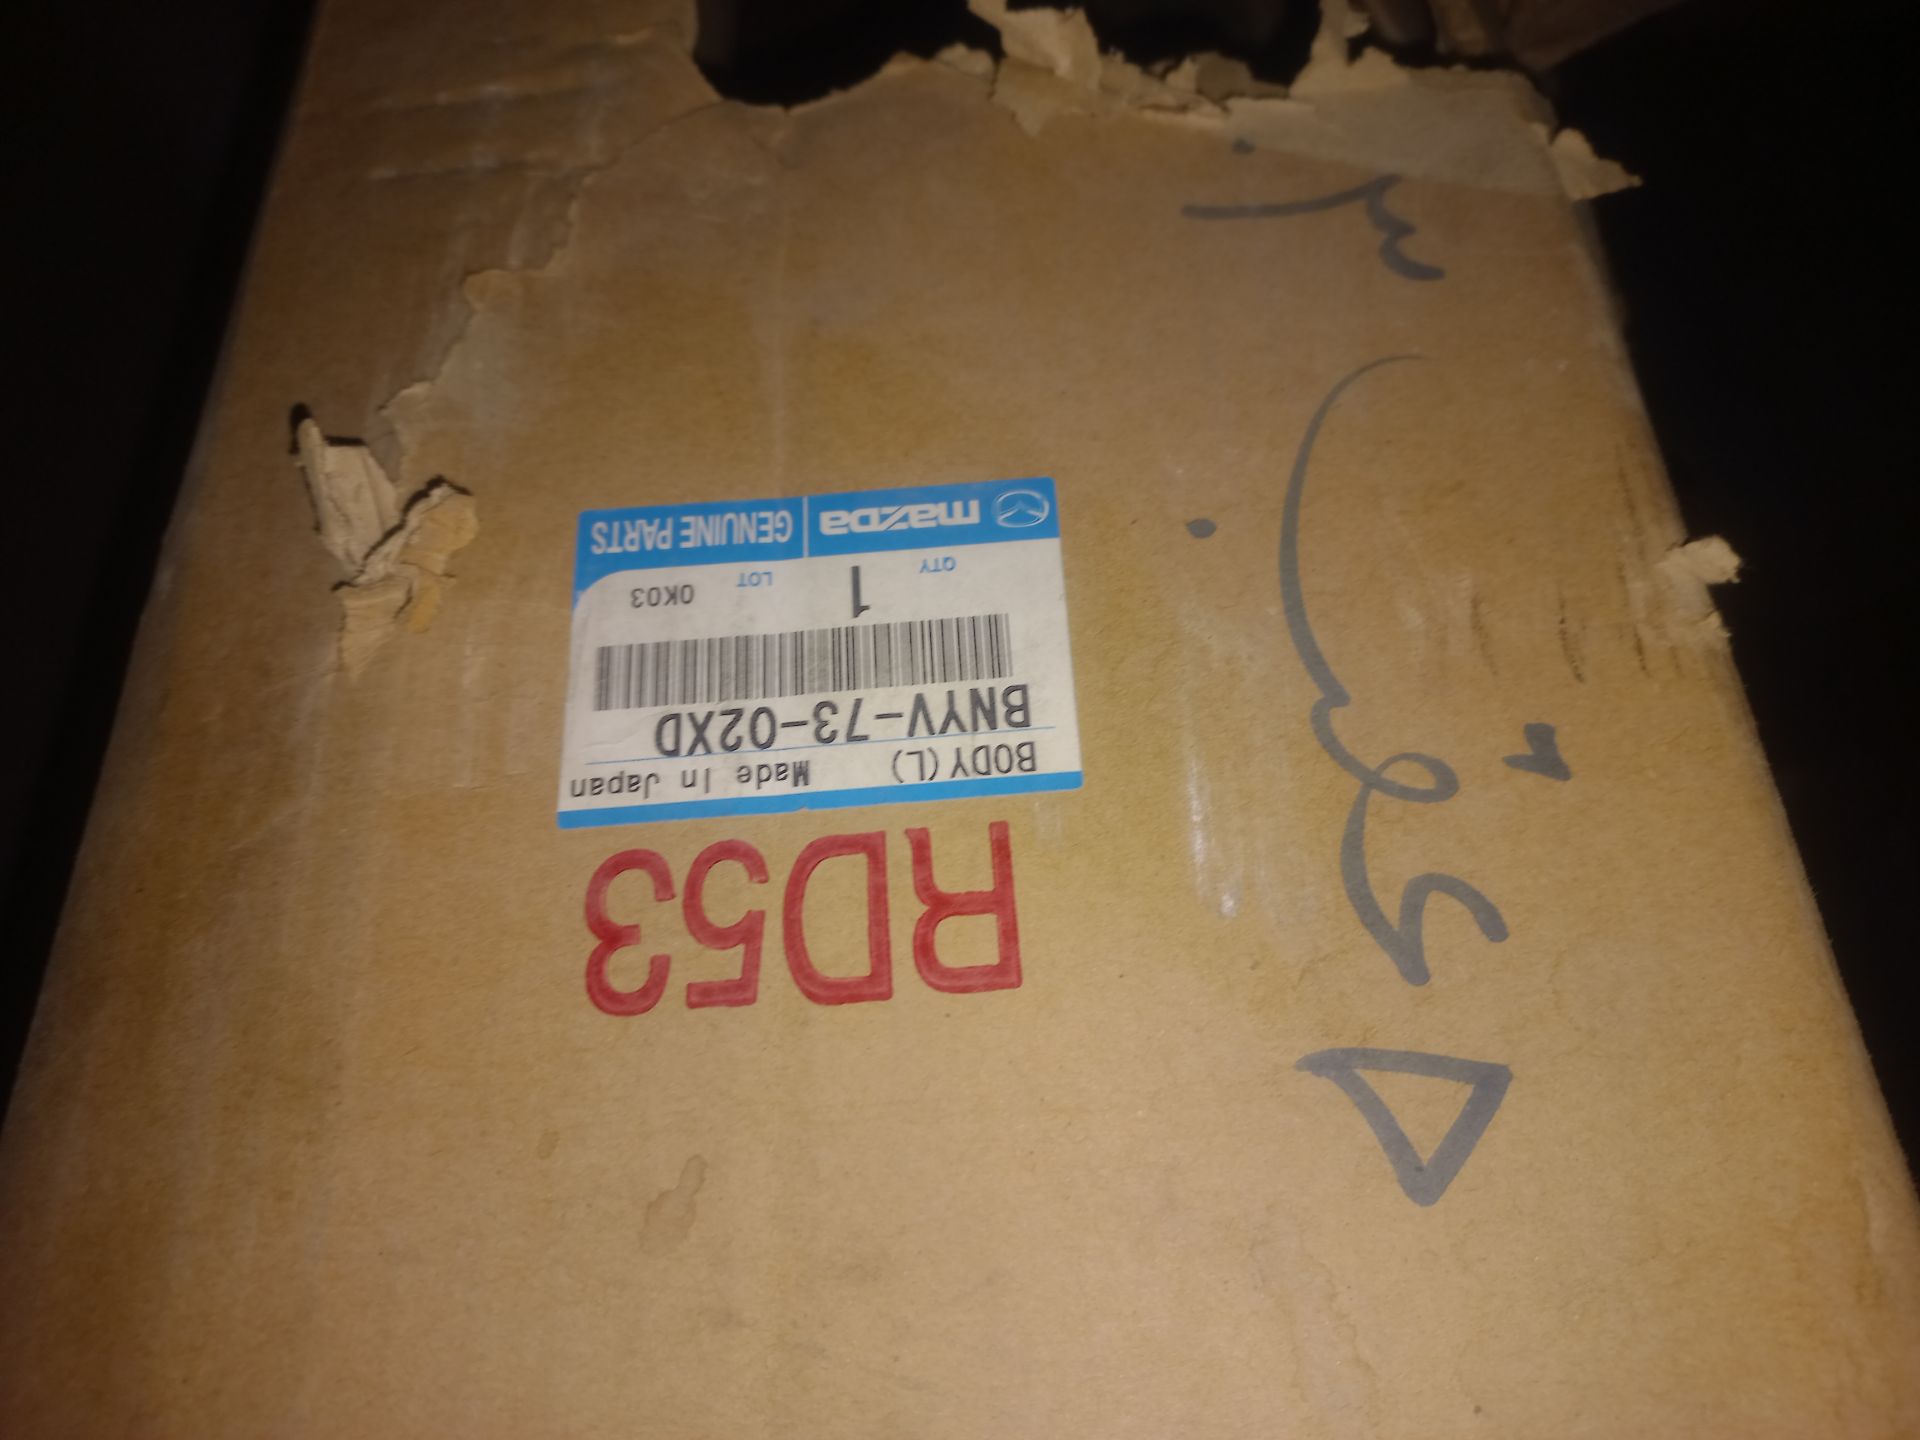 RD53
BODY(L) Made In Japan
BNYV-73-02XD
QTY 1 LOT 0K03
mazda GENUINE PARTS